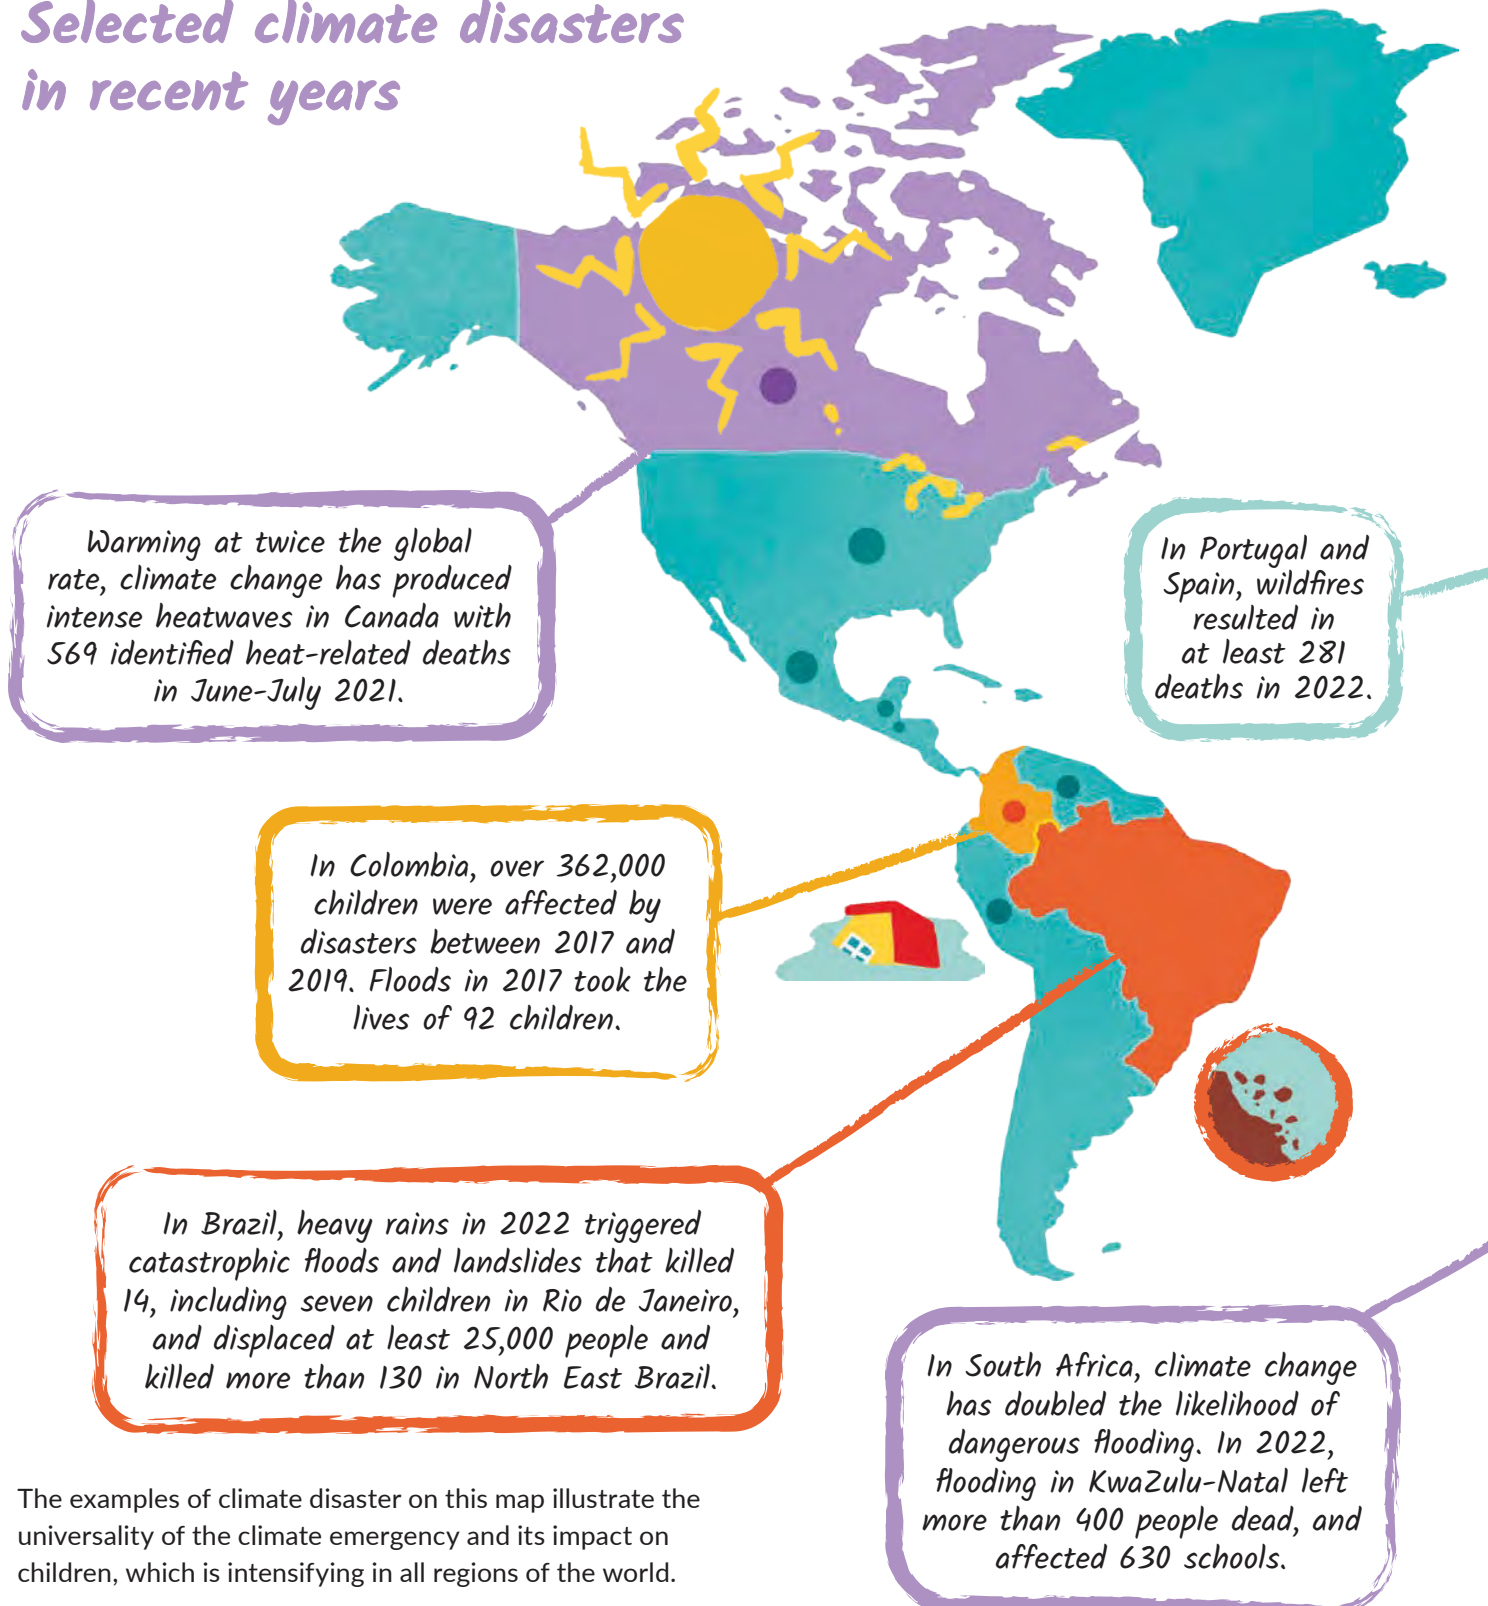 Selected climate disasters
in recent years
Warming at twice the global
rate, climate change has produced
intense heatwaves in Canada with
569 identified heat-related deaths
in June-July 2021.
In Portugal and
Spain, wildfires
resulted in
at least 281
deaths in 2022.
In Colombia, over 362,000
children were affected by
disasters between 2017 and
2019. Floods in 2017 took the
lives of 92 children.
In Brazil, heavy rains in 2022 triggered
catastrophic floods and landslides that killed
14, including seven children in Rio de Janeiro,
and displaced at least 25,000 people and
killed more than 130 in North East Brazil.
In South Africa, climate change
has doubled the likelihood of
dangerous flooding. In 2022,
flooding in KwaZulu-Natal left
more than 400 people dead, and
affected 630 schools.
The examples of climate disaster on this map illustrate the
universality of the climate emergency and its impact on
children, which is intensifying in all regions of the world.